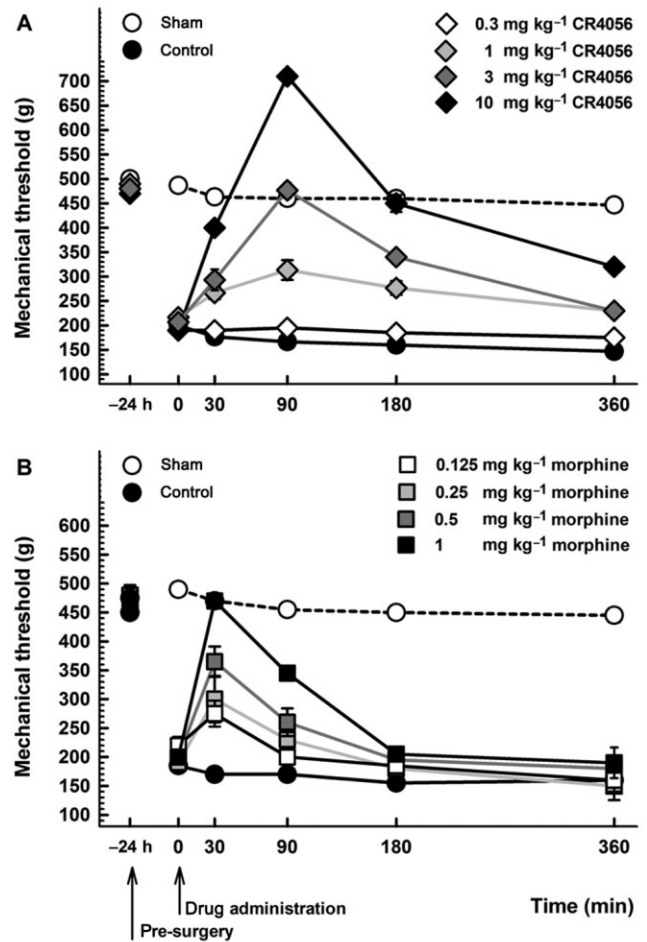 A
Sham
Control
0.3 mg kg⁻¹ CR4056
1 mg kg⁻¹ CR4056
3 mg kg⁻¹ CR4056
10 mg kg⁻¹ CR4056
Mechanical threshold (g)
700
650
600
550
500
450
400
350
300
250
200
150
100
–24 h 0 30 90 180 360
B
Sham
Control
0.125 mg kg⁻¹ morphine
0.25 mg kg⁻¹ morphine
0.5 mg kg⁻¹ morphine
1 mg kg⁻¹ morphine
Mechanical threshold (g)
600
550
500
450
400
350
300
250
200
150
100
–24 h 0 30 90 180 360
Drug administration
Time (min)
Pre-surgery